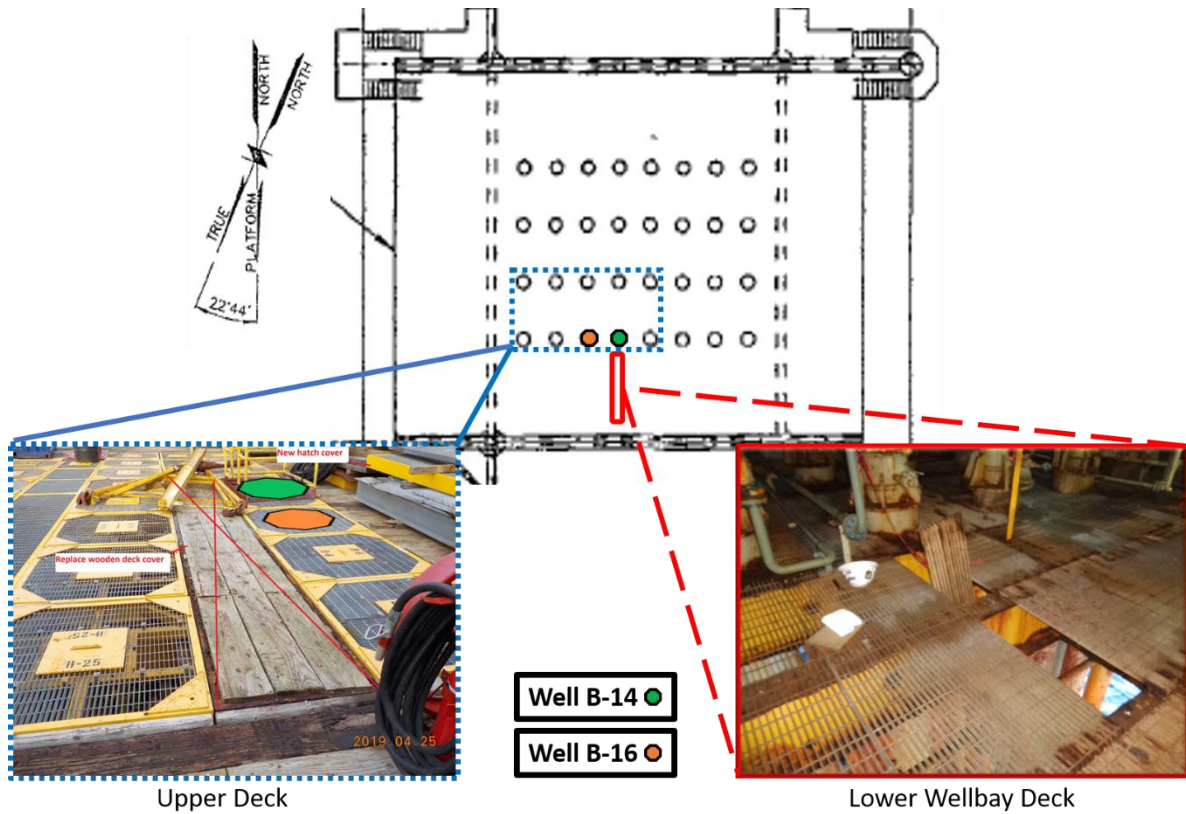 NORTH
NORTH
TRUE
PLATFORM
22°44'
New hatch cover
Replace wooden deck cover
H-25
2019 04 25
Well B-14
Well B-16
Upper Deck
Lower Wellbay Deck